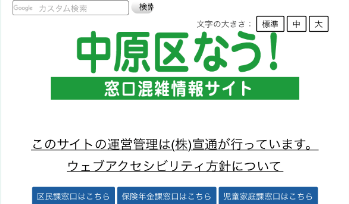 Google カスタム検索 検索
文字の大きさ： 標準 中 大
中原区なう！
窓口混雑情報サイト
このサイトの運営管理は(株)宣通が行っています。
ウェブアクセシビリティ方針について
区民課窓口はこちら 保険年金課窓口はこちら 児童家庭課窓口はこちら